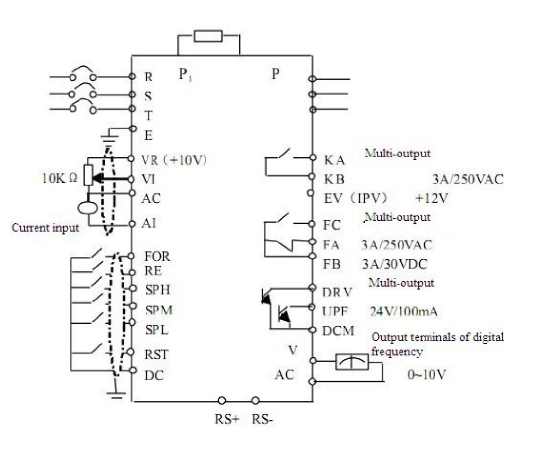 P₁ P
R
S
T
E
VR (+10V)
10K Ω VI
AC
Current input
AI
FOR
RE
SPH
SPM
SPL
RST
DC
KA Multi-output
KB 3A/250VAC
EV (IPV) +12V
FC Multi-output
FA 3A/250VAC
FB 3A/30VDC
DRV Multi-output
UPF 24V/100mA
DCM
Output terminals of digital
frequency
V
AC 0~10V
RS+ RS-